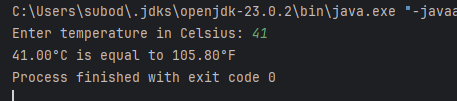 C:\Users\subod\.jdks\openjdk-23.0.2\bin\java.exe "-javaa
Enter temperature in Celsius: 41
41.00°C is equal to 105.80°F
Process finished with exit code 0